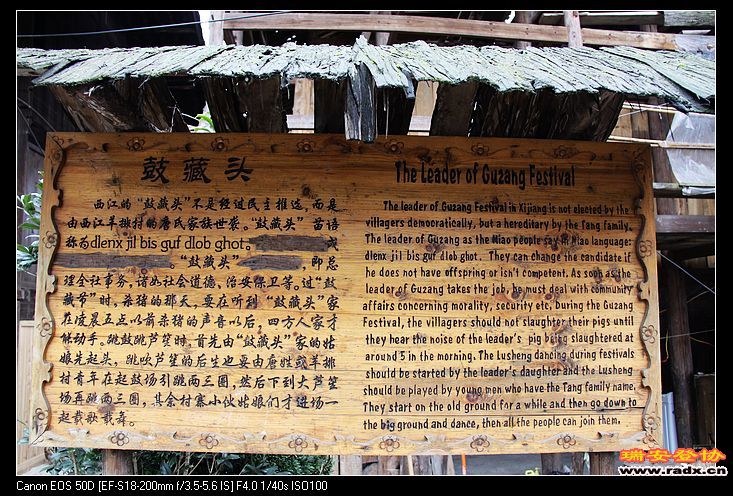 鼓藏头
西江的“鼓藏头”不是经过民主推选,而是
由西江羊排村的唐氏家族世袭。“鼓藏头”苗语
称为dlenx jil bis guf dlob ghot. 或
。“鼓藏头” ,即总
理全社事务,诸如社会道德,治安保卫等。过“鼓
藏节”时,杀猪的那天,要在听到“鼓藏头”家
在凌晨五点以前杀猪的声音以后,四方人家才
能动手。跳鼓跳芦笙时,首先由“鼓藏头”家的姑
娘先起头,跳吹芦笙的后生也要由唐姓或羊排
村青年在起鼓场引跳两三圈,然后下到大芦笙
场再跳两三圈,其余村寨小伙姑娘们才进场一
起载歌载舞。
The Leader of Guzang Festival
The leader of Guzang Festival in Xijiang is not elected by the
villagers democratically, but a hereditary by the Tang family.
The leader of Guzang as the Miao people say in Miao language:
dlenx jil bis guf dlob ghot. They can change the candidate if
he does not have offspring or isn't competent. As soon as the
leader of Guzang takes the job, he must deal with community
affairs concerning morality, security etc. During the Guzang
Festival, the villagers should not slaughter their pigs until
they hear the noise of the leader's pig being slaughtered at
around 5 in the morning. The Lusheng dancing during festivals
should be started by the leader's daughter and the Lusheng
should be played by young men who have the Tang family name.
They start on the old ground for a while and then go down to
the big ground and dance, then all the people can join them.
瑞安登协
www.radx.cn
Canon EOS 50D [EF-S18-200mm f/3.5-5.6 IS] F4.0 1/40s ISO100